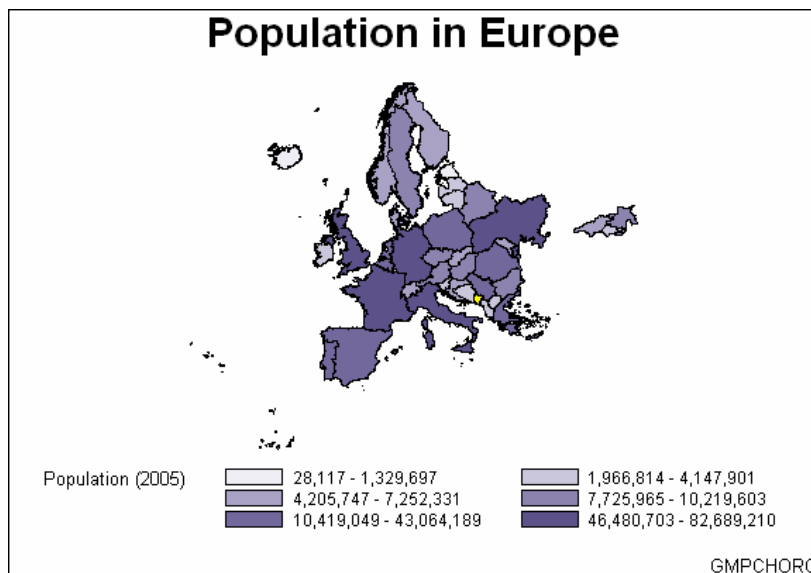 Population in Europe
Population (2005)
28,117 - 1,329,697
1,966,814 - 4,147,901
4,205,747 - 7,252,331
7,725,965 - 10,219,603
10,419,049 - 43,064,189
46,480,703 - 82,689,210
GMPCHORO